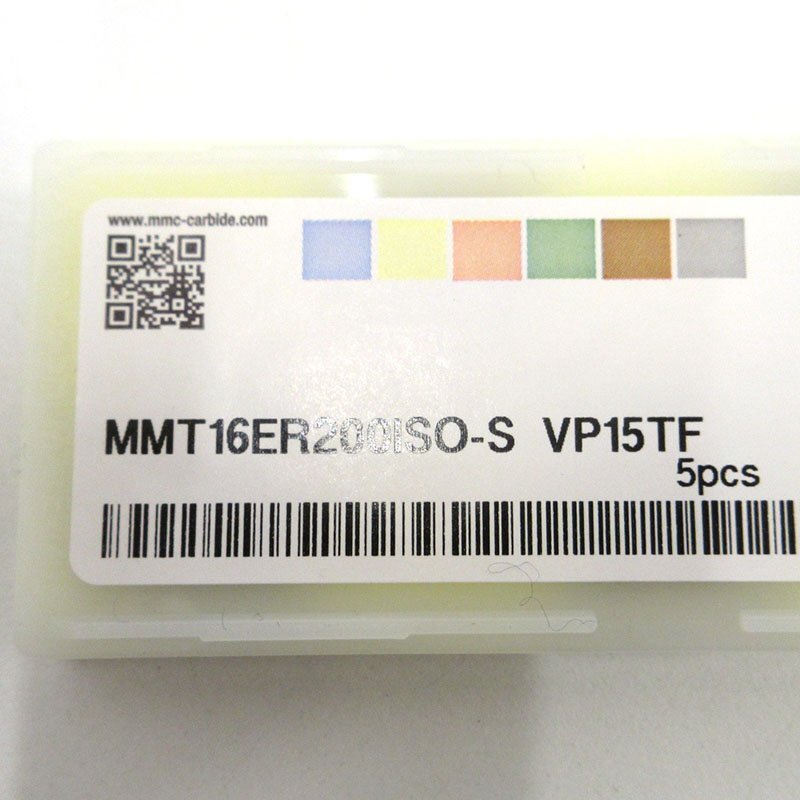 www.mmc-carbide.com
MMT16ER200ISO-S VP15TF
5pcs